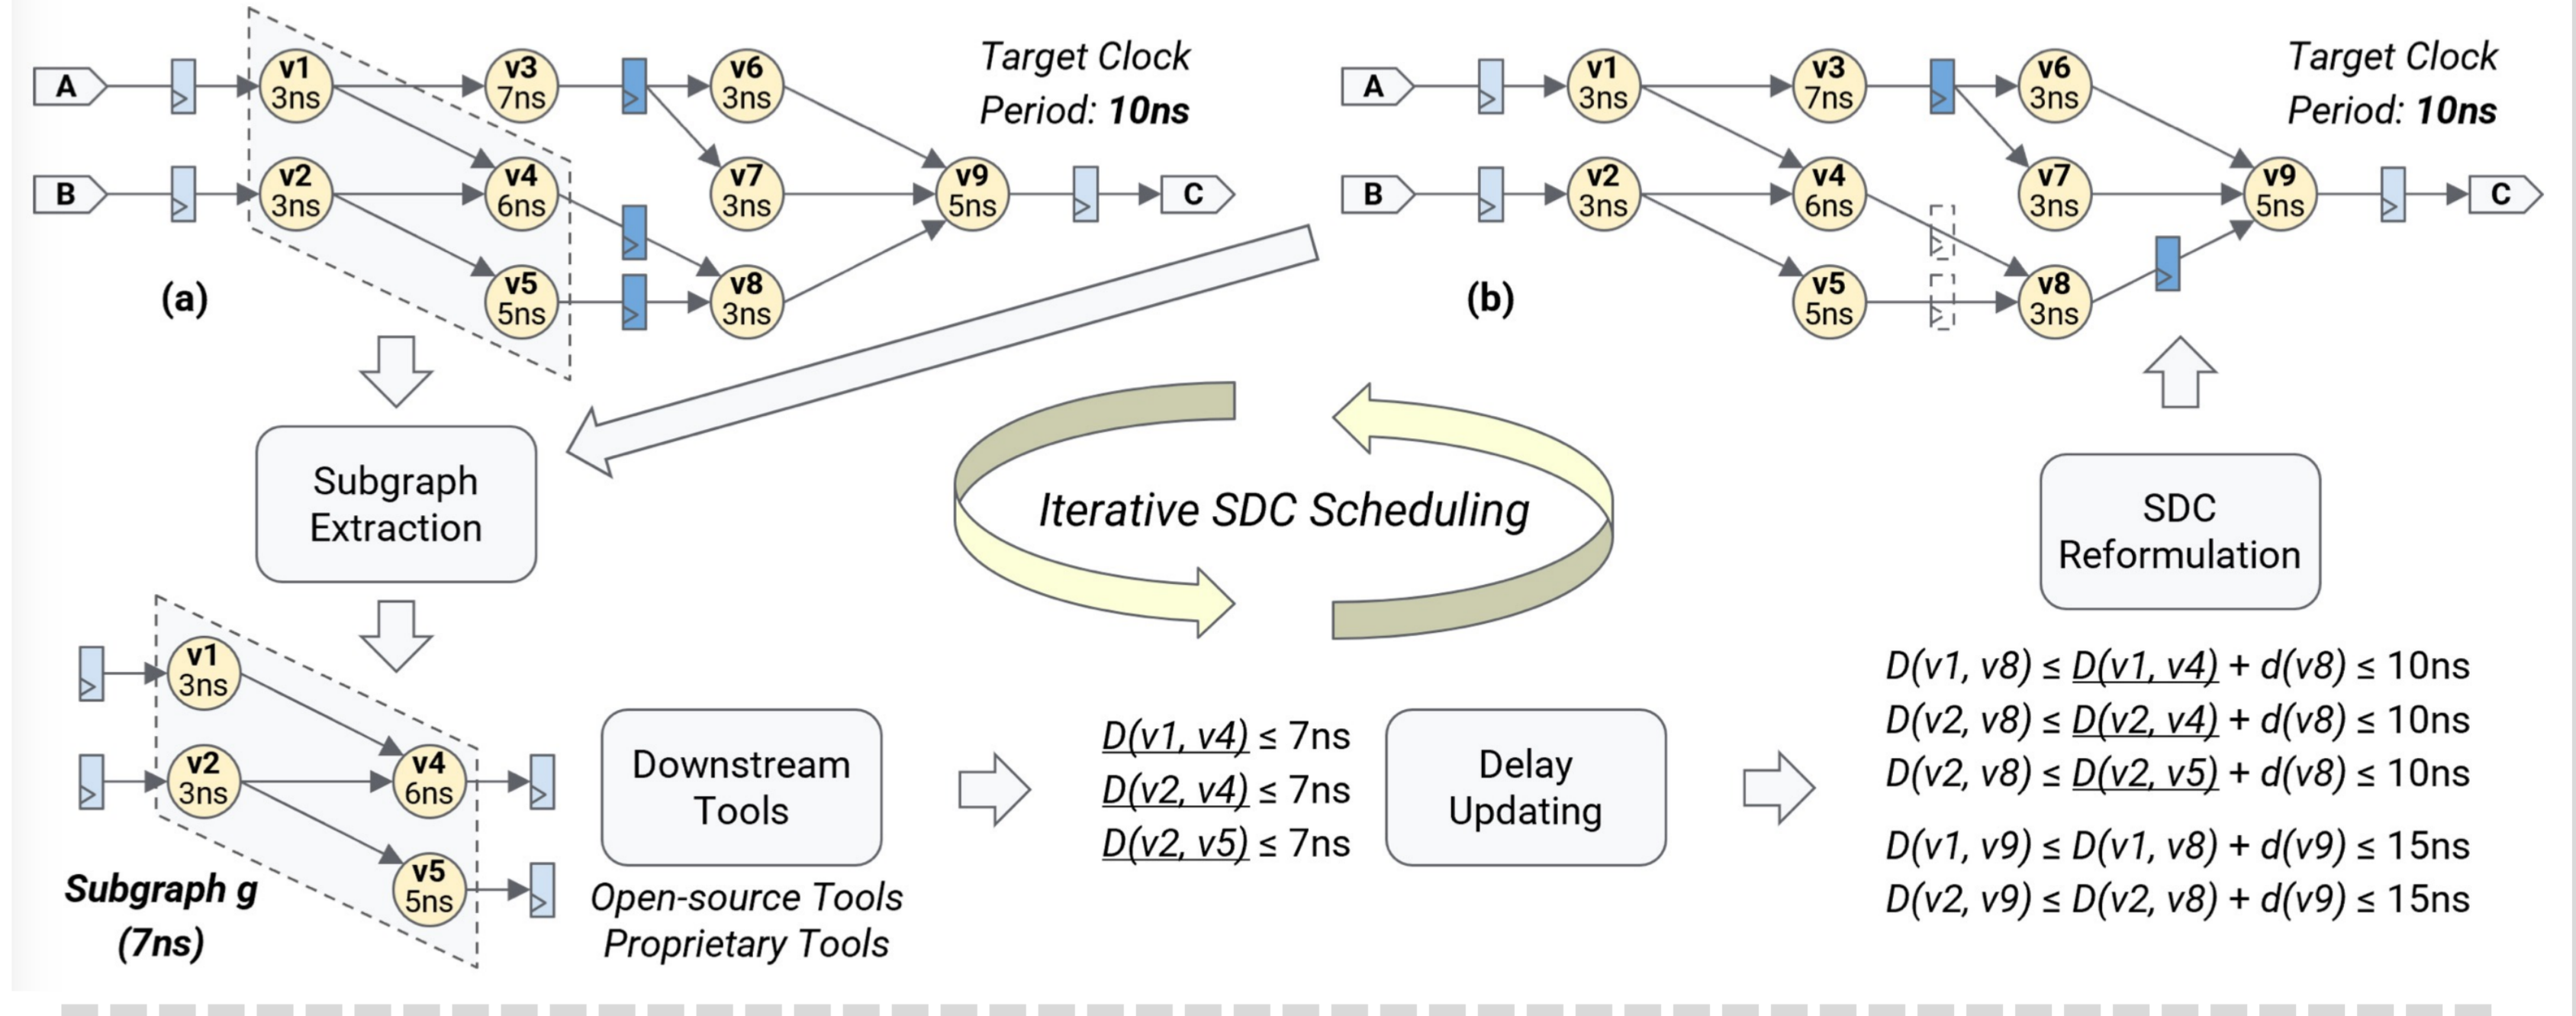 A
v1
3ns
v3
7ns
v6
3ns
Target Clock
Period: 10ns
B
v2
3ns
v4
6ns
v7
3ns
v9
5ns
C
v5
5ns
v8
3ns
(a)
A
v1
3ns
v3
7ns
v6
3ns
Target Clock
Period: 10ns
B
v2
3ns
v4
6ns
v7
3ns
v9
5ns
C
v5
5ns
v8
3ns
(b)
Subgraph
Extraction
Iterative SDC Scheduling
SDC
Reformulation
v1
3ns
v2
3ns
v4
6ns
v5
5ns
Subgraph g
(7ns)
Downstream
Tools
Open-source Tools
Proprietary Tools
D(v1, v4) ≤ 7ns
D(v2, v4) ≤ 7ns
D(v2, v5) ≤ 7ns
Delay
Updating
D(v1, v8) ≤ D(v1, v4) + d(v8) ≤ 10ns
D(v2, v8) ≤ D(v2, v4) + d(v8) ≤ 10ns
D(v2, v8) ≤ D(v2, v5) + d(v8) ≤ 10ns
D(v1, v9) ≤ D(v1, v8) + d(v9) ≤ 15ns
D(v2, v9) ≤ D(v2, v8) + d(v9) ≤ 15ns